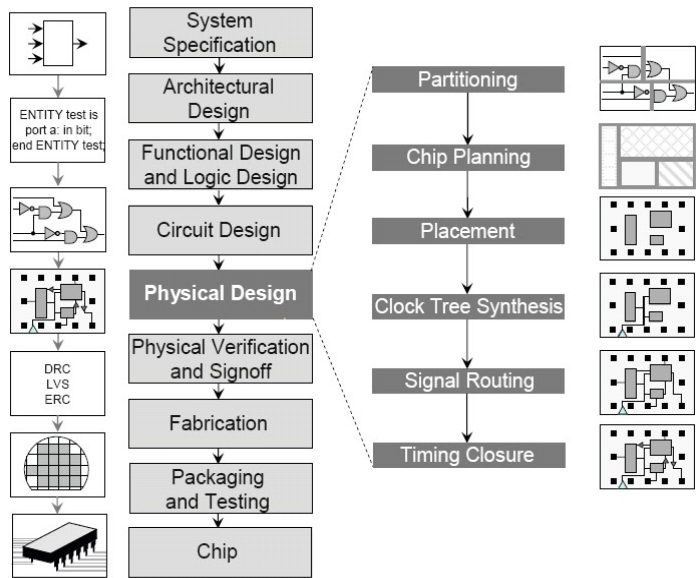 ENTITY test is
port a: in bit;
end ENTITY test;
DRC
LVS
ERC
System
Specification
Architectural
Design
Functional Design
and Logic Design
Circuit Design
Physical Design
Physical Verification
and Signoff
Fabrication
Packaging
and Testing
Chip
Partitioning
Chip Planning
Placement
Clock Tree Synthesis
Signal Routing
Timing Closure